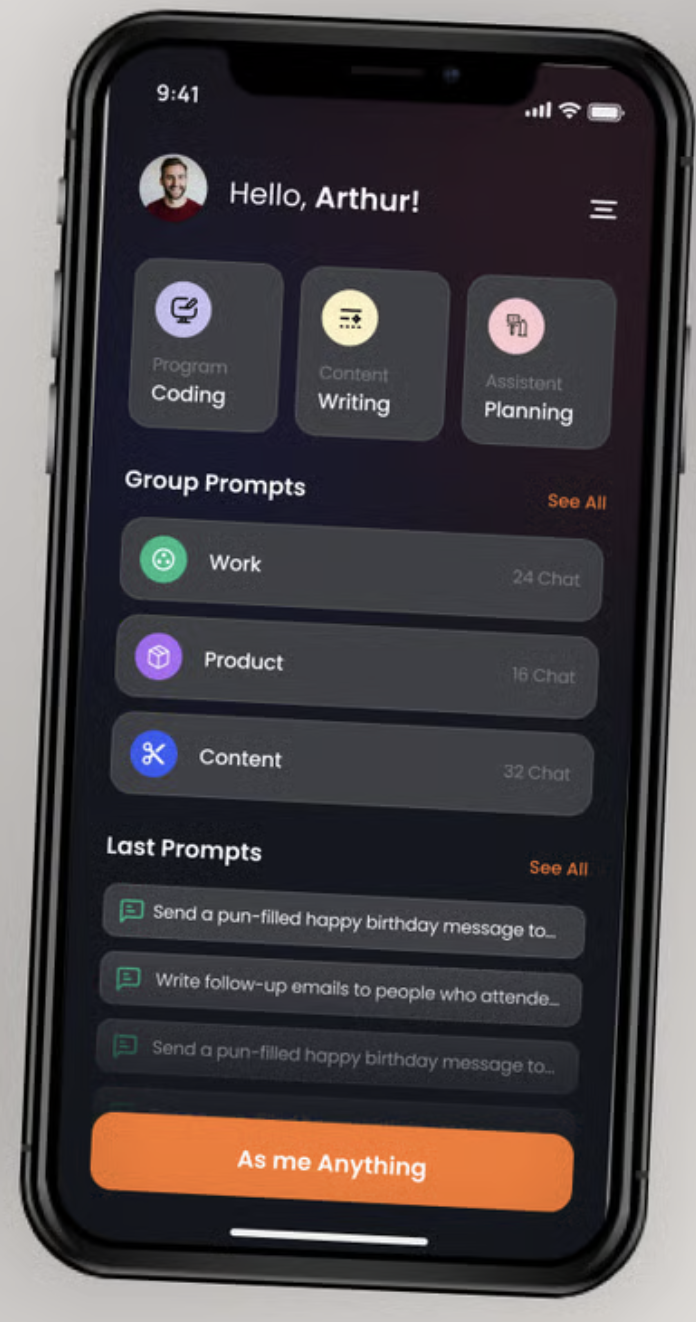 9:41
Hello, Arthur!
Program
Coding
Content
Writing
Assistent
Planning
Group Prompts
See All
Work
24 Chat
Product
16 Chat
Content
32 Chat
Last Prompts
See All
Send a pun-filled happy birthday message to...
Write follow-up emails to people who attende...
Send a pun-filled happy birthday message to...
As me Anything